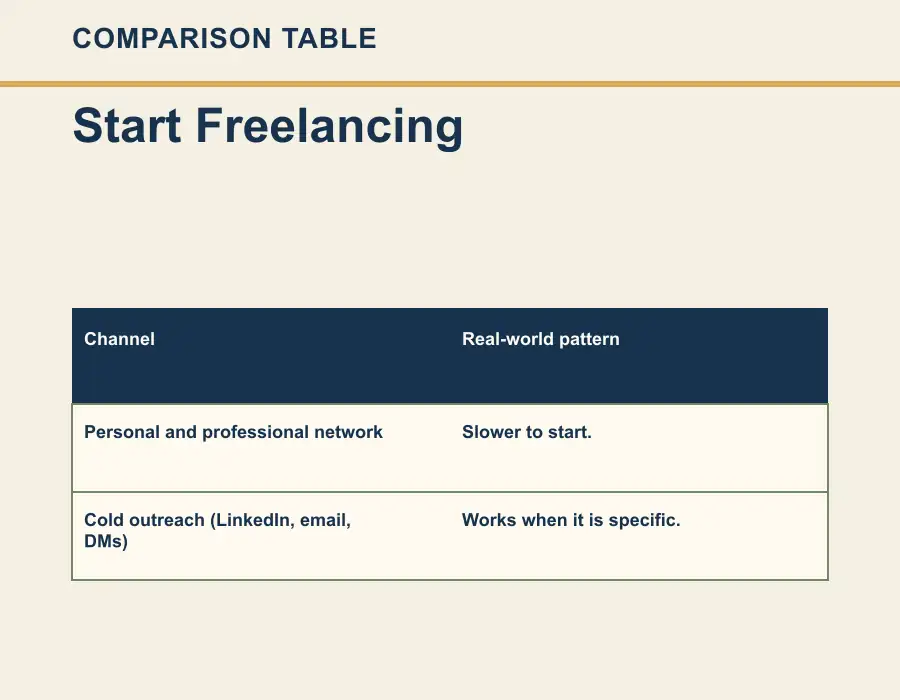 COMPARISON TABLE
Start Freelancing
Channel
Real-world pattern
Personal and professional network
Slower to start.
Cold outreach (LinkedIn, email,
DMs)
Works when it is specific.